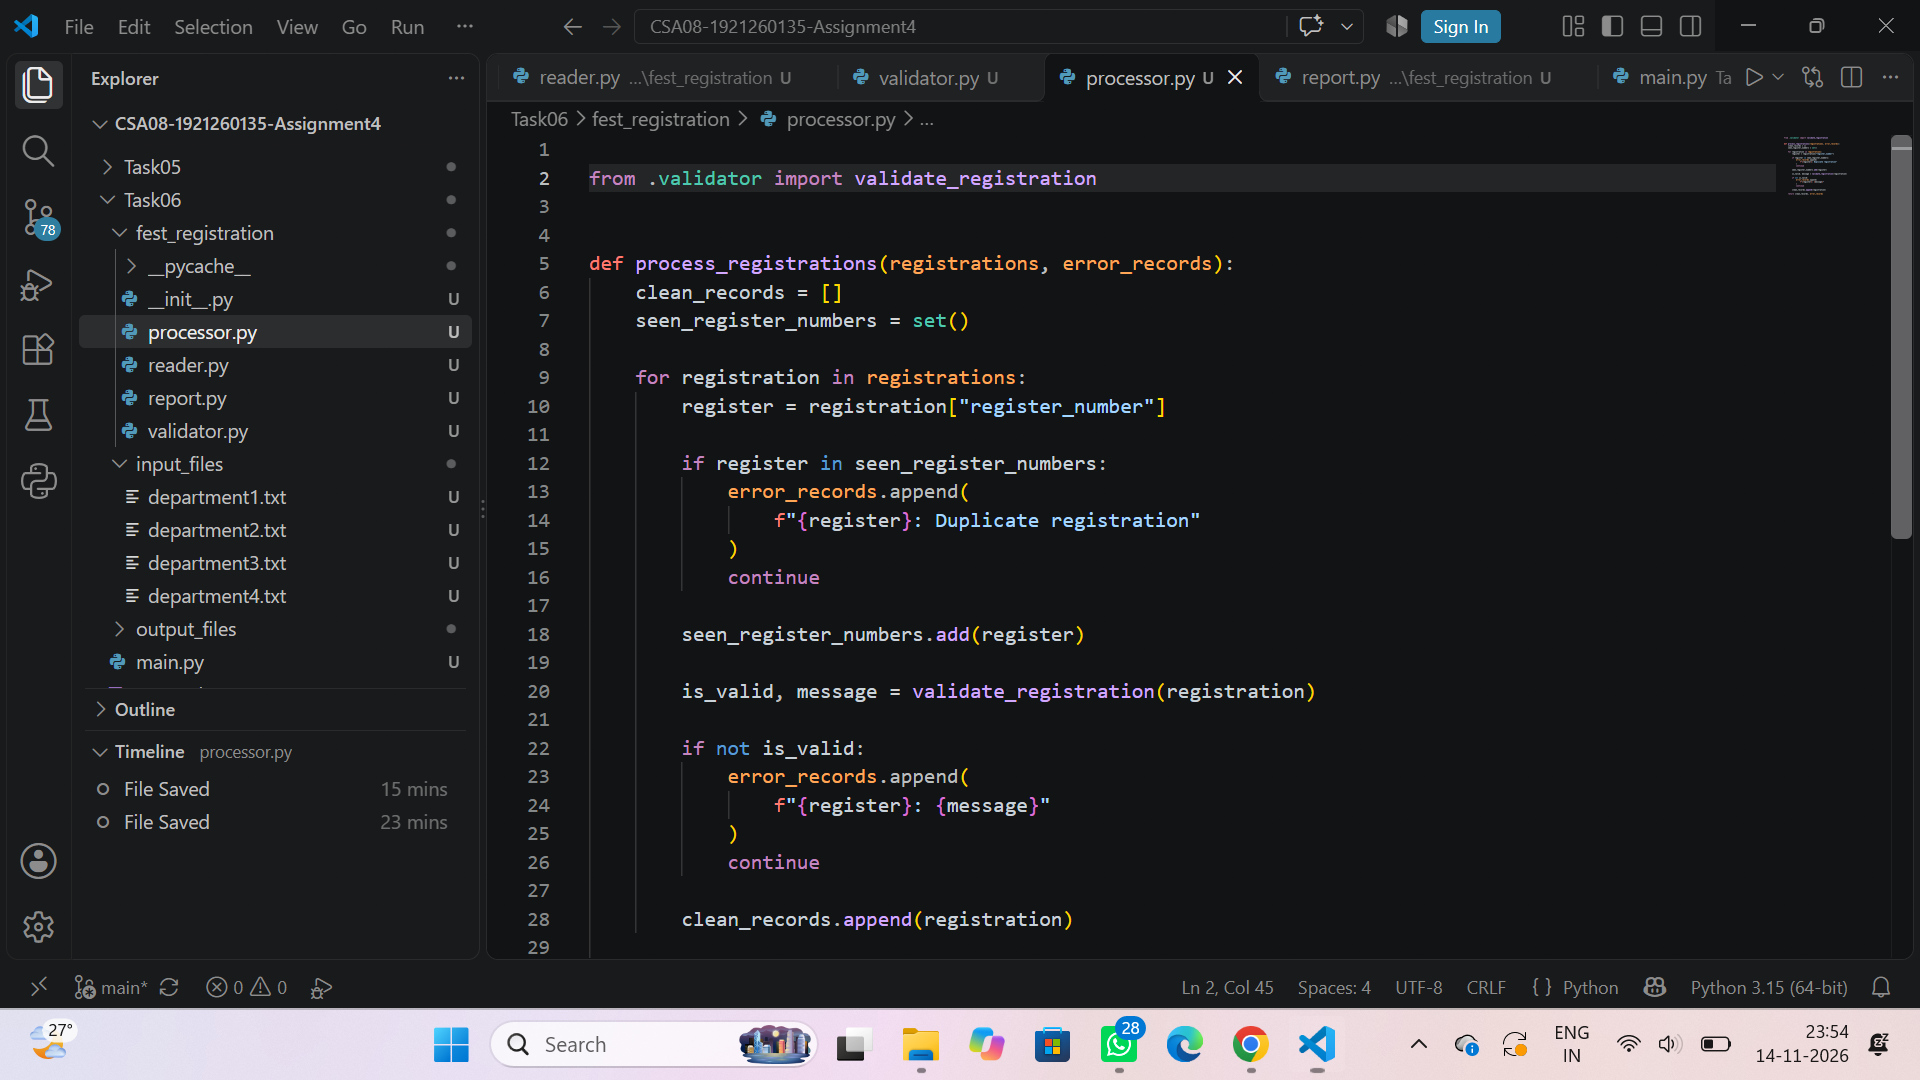 File Edit Selection View Go Run ···
CSA08-1921260135-Assignment4
Sign In
Explorer
CSA08-1921260135-Assignment4
Task05
Task06
fest_registration
__pycache__
__init__.py U
processor.py U
reader.py U
report.py U
validator.py U
input_files
department1.txt U
department2.txt U
department3.txt U
department4.txt U
output_files
main.py U
Outline
Timeline processor.py
File Saved 15 mins
File Saved 23 mins
78
reader.py ...\fest_registration U
validator.py U
processor.py U
report.py ...\fest_registration U
main.py Ta
Task06 > fest_registration > processor.py > ...
1
2 from .validator import validate_registration
3
4
5 def process_registrations(registrations, error_records):
6 clean_records = []
7 seen_register_numbers = set()
8
9 for registration in registrations:
10 register = registration["register_number"]
11
12 if register in seen_register_numbers:
13 error_records.append(
14 f"{register}: Duplicate registration"
15 )
16 continue
17
18 seen_register_numbers.add(register)
19
20 is_valid, message = validate_registration(registration)
21
22 if not is_valid:
23 error_records.append(
24 f"{register}: {message}"
25 )
26 continue
27
28 clean_records.append(registration)
29
main* 0 0
Ln 2, Col 45 Spaces: 4 UTF-8 CRLF { } Python Python 3.15 (64-bit)
27°
Search
28
ENG
IN
23:54
14-11-2026